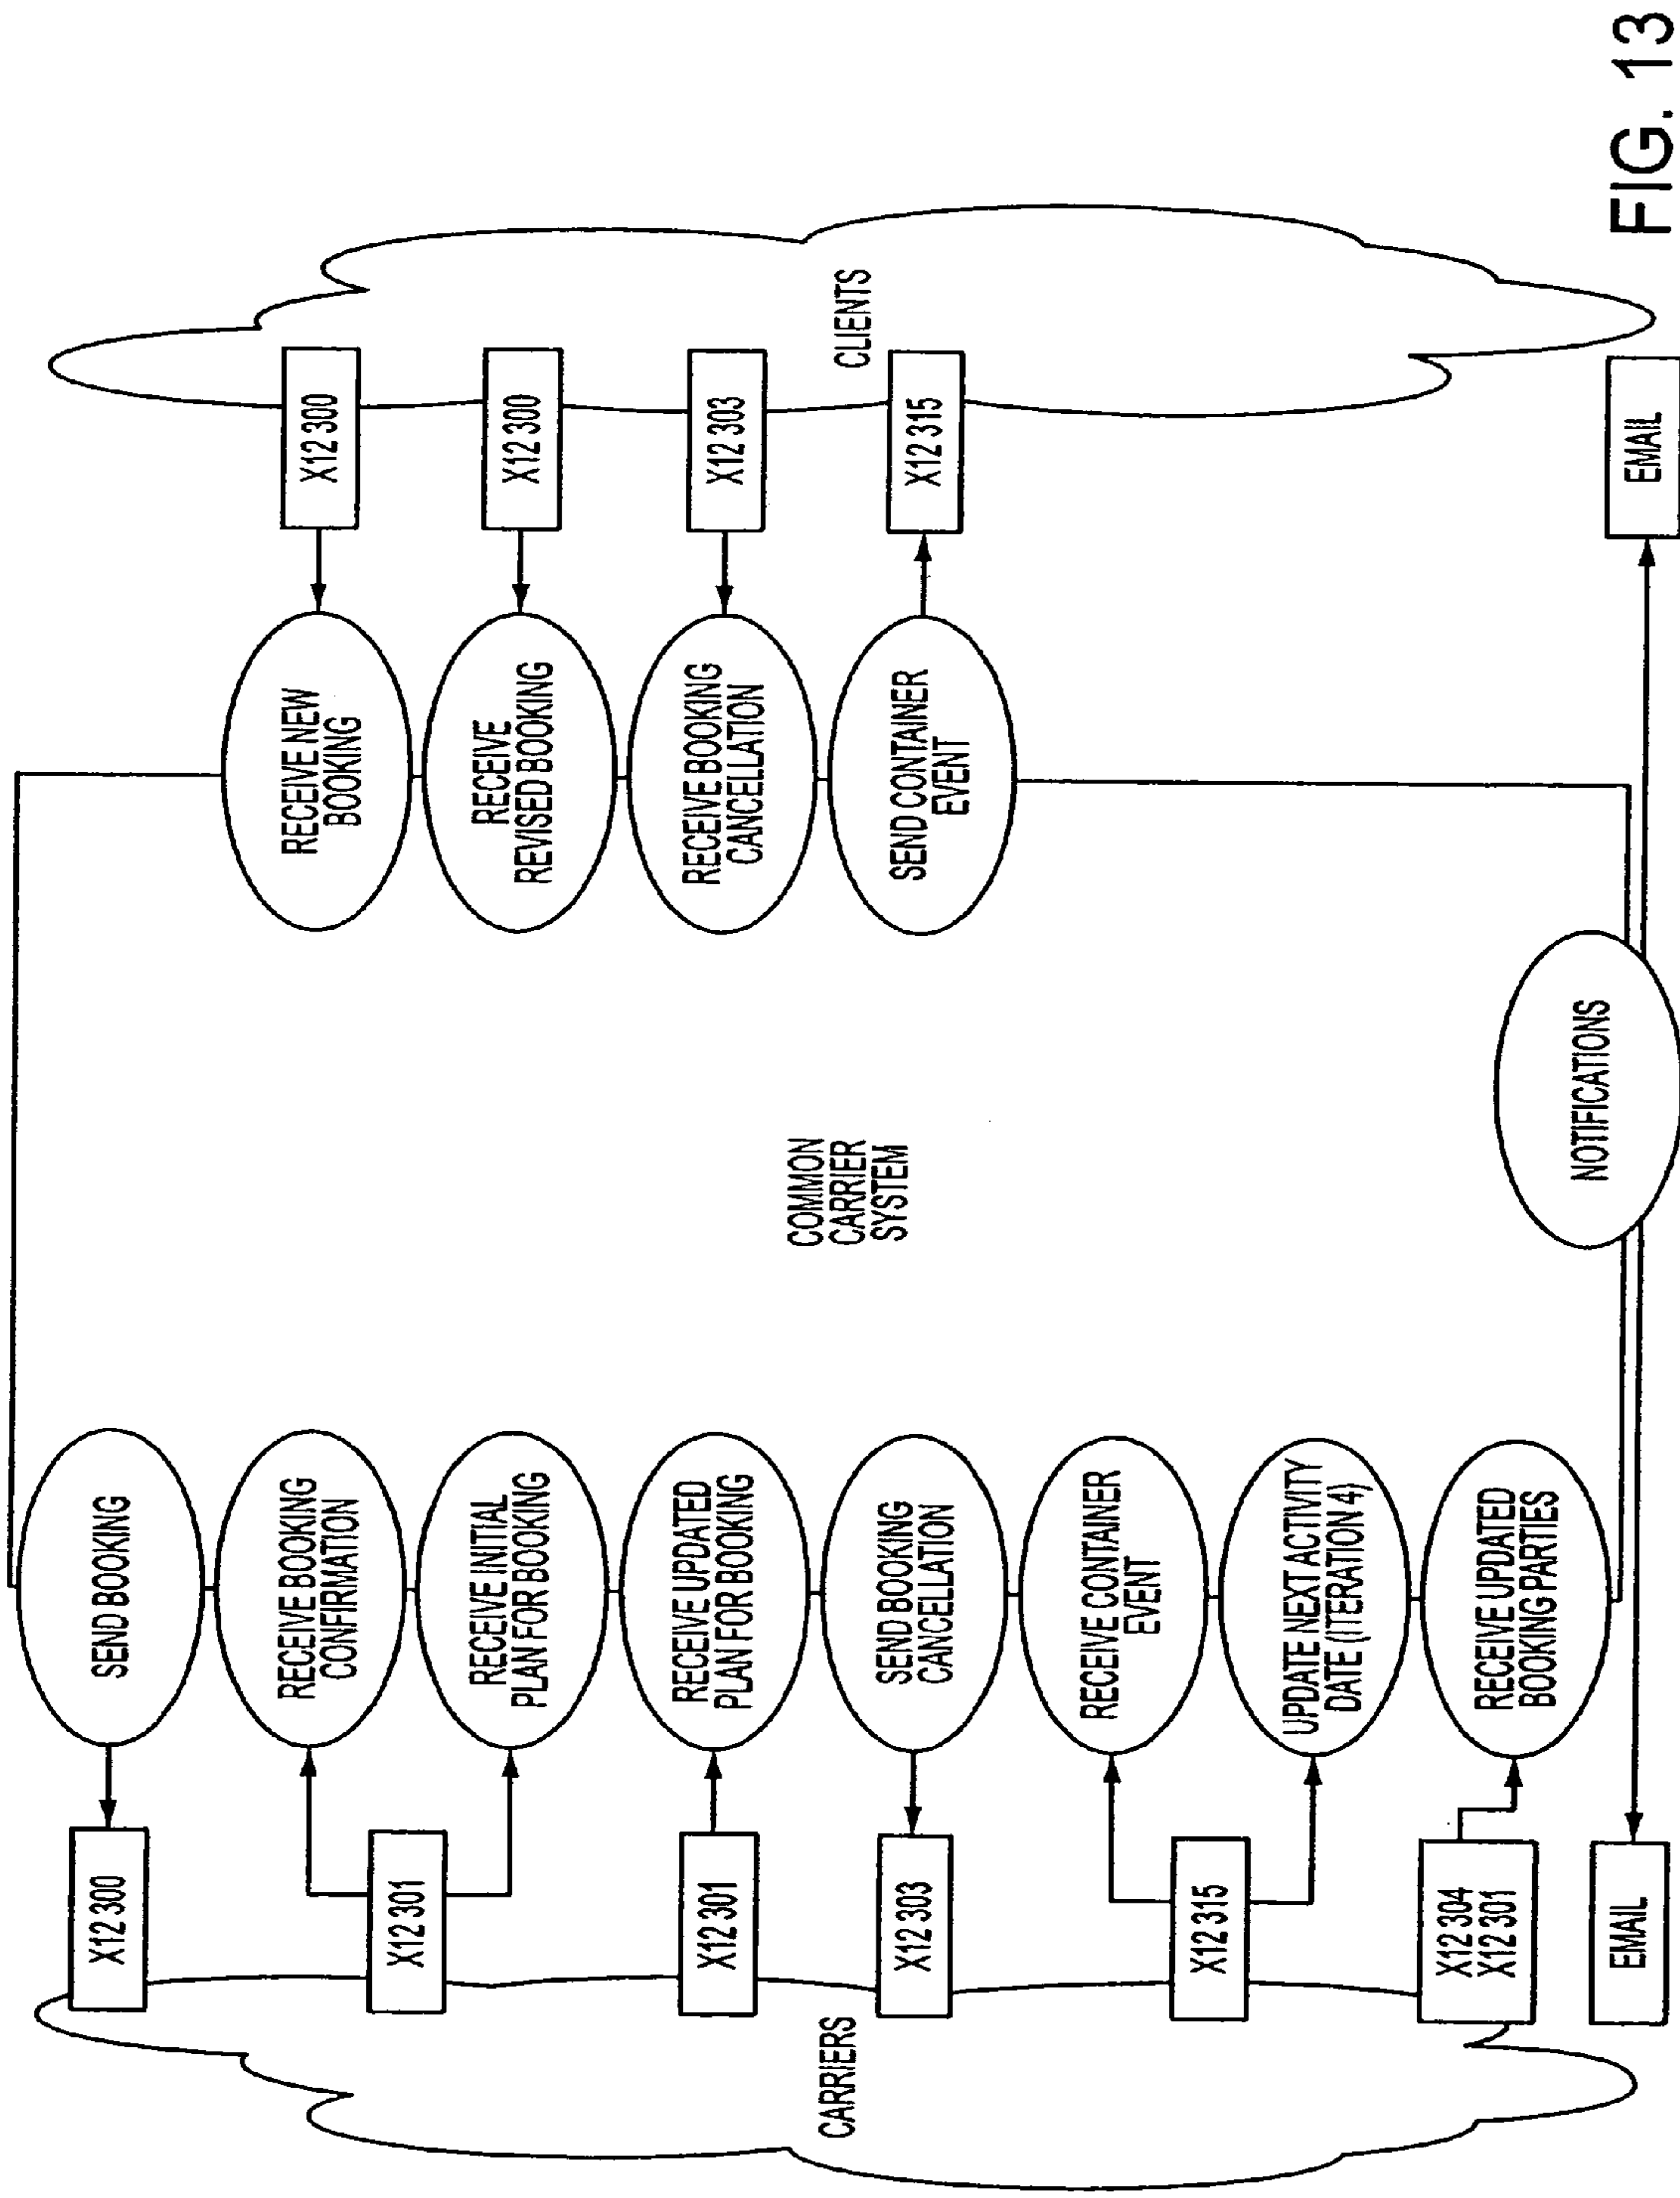 X12 300
SEND BOOKING
X12 301
RECEIVE BOOKING
CONFIRMATION
RECEIVE INITIAL
PLAN FOR BOOKING
X12 301
RECEIVE UPDATED
PLAN FOR BOOKING
CARRIERS
X12 303
SEND BOOKING
CANCELLATION
X12 315
RECEIVE CONTAINER
EVENT
UPDATE NEXT ACTIVITY
DATE (ITERATION 4)
X12 304
X12 301
RECEIVE UPDATED
BOOKING PARTIES
EMAIL
COMMON
CARRIER
SYSTEM
NOTIFICATIONS
RECEIVE NEW
BOOKING
X12 300
RECEIVE
REVISED BOOKING
X12 300
RECEIVE BOOKING
CANCELLATION
X12 303
SEND CONTAINER
EVENT
X12 315
CLIENTS
EMAIL
FIG. 13